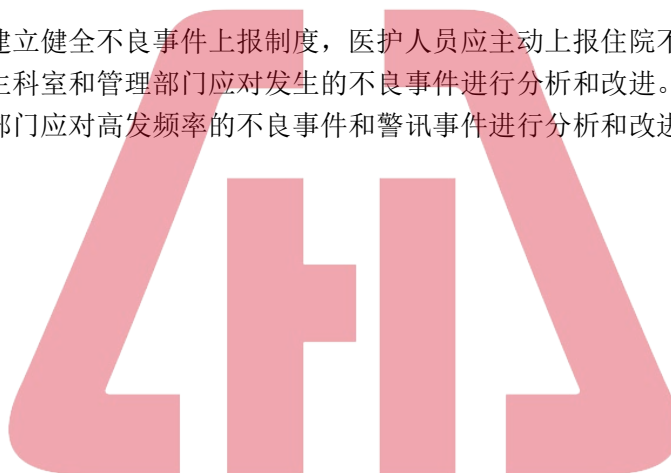 建立健全不良事件上报制度，医护人员应主动上报住院不
生科室和管理部门应对发生的不良事件进行分析和改进。
部门应对高发频率的不良事件和警讯事件进行分析和改进